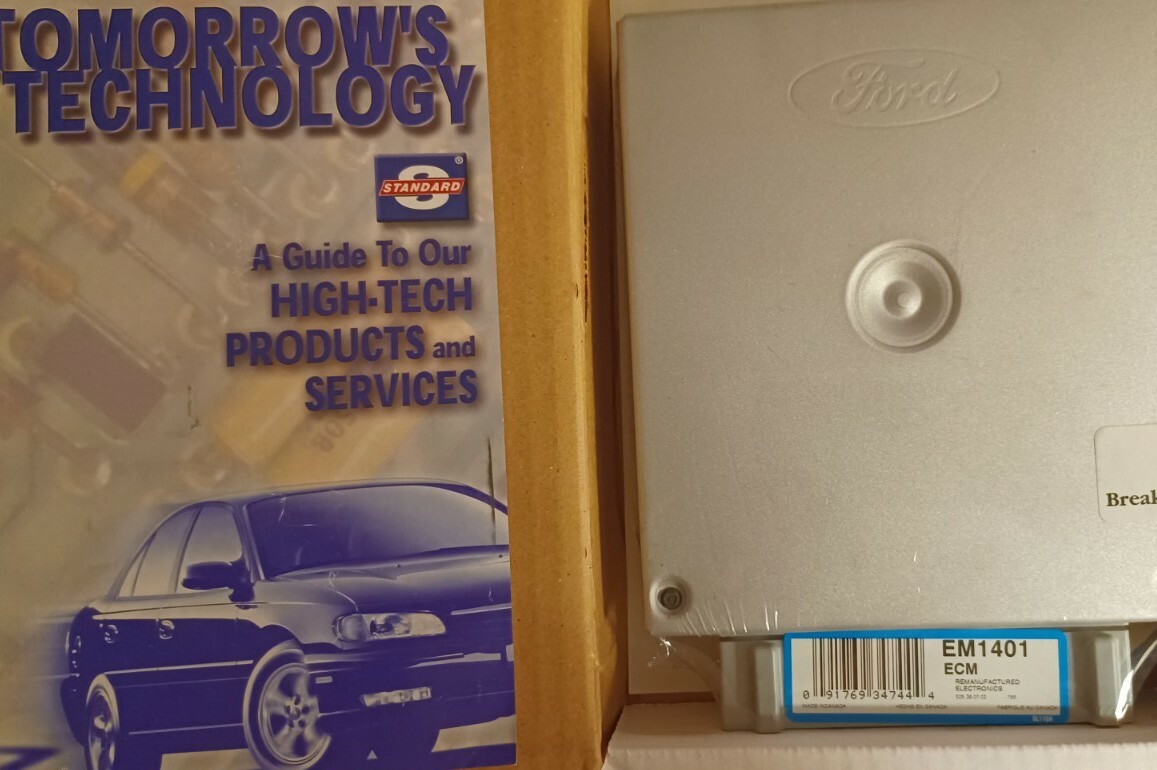 TOMORROW'S
TECHNOLOGY
STANDARD
®
A Guide To Our
HIGH-TECH
PRODUCTS and
SERVICES
Ford
Break
EM1401
ECM
REMANUFACTURED
ELECTRONICS
0 91769 34744 4
MADE IN CANADA
HECHO EN CANADA
FABRIQUE AU CANADA